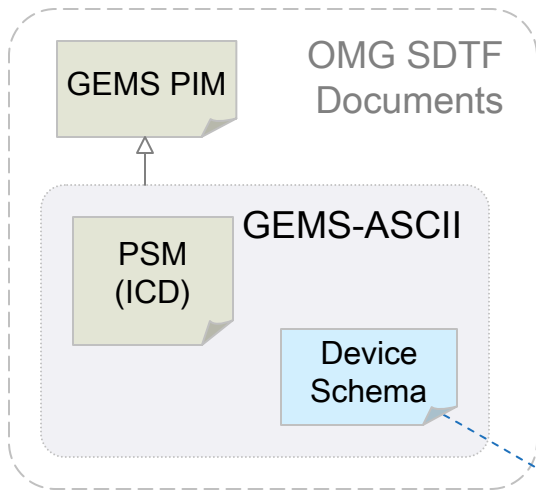 GEMS PIM
OMG SDTF
Documents
GEMS-ASCII
PSM
(ICD)
Device
Schema